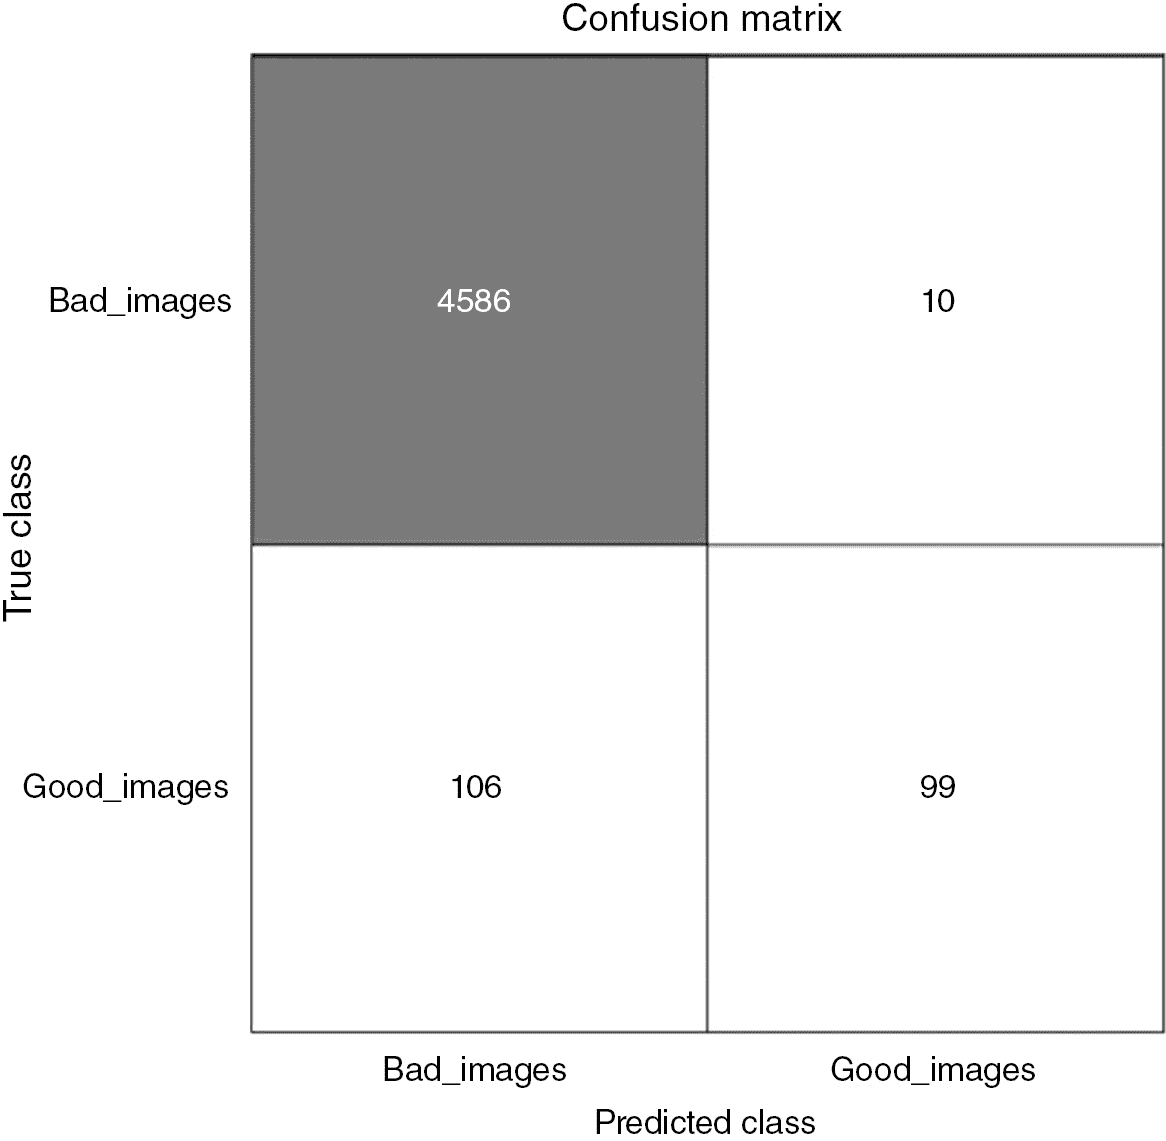 Confusion matrix
Bad_images
4586
10
True class
Good_images
106
99
Bad_images
Good_images
Predicted class